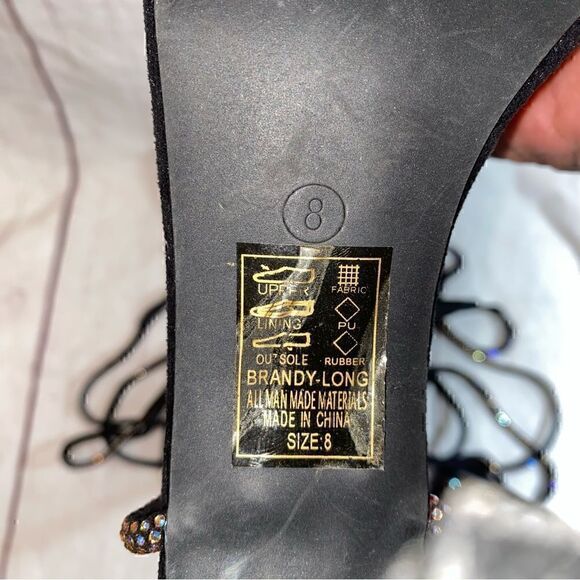 8
UPPER FABRIC
LINING PU
OUTSOLE RUBBER
BRANDY-LONG
ALL MAN MADE MATERIALS
MADE IN CHINA
SIZE:8